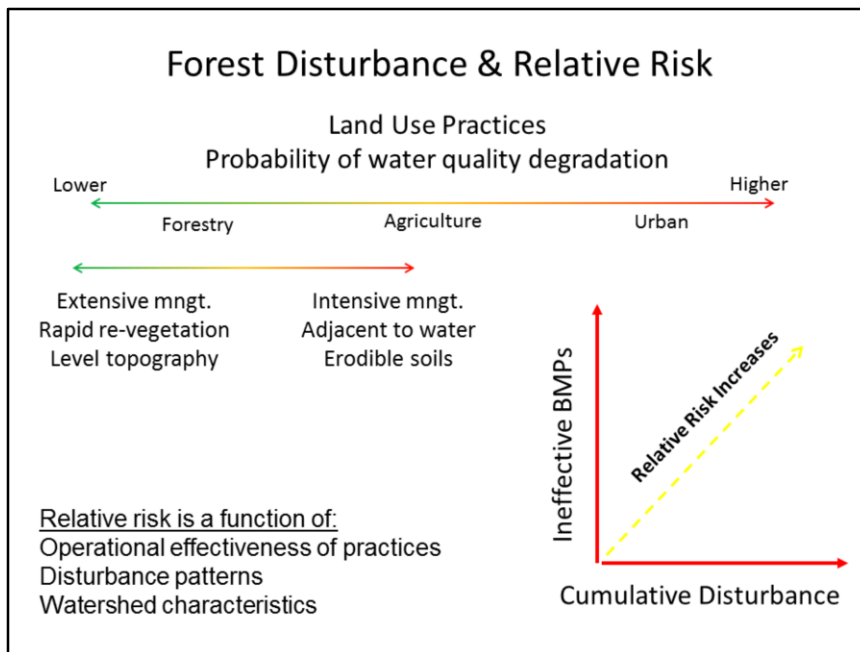 Forest Disturbance & Relative Risk
Land Use Practices
Probability of water quality degradation
Lower
Higher
Forestry
Agriculture
Urban
Extensive mngt.
Rapid re-vegetation
Level topography
Intensive mngt.
Adjacent to water
Erodible soils
Ineffective BMPs
Relative Risk Increases
Cumulative Disturbance
Relative risk is a function of:
Operational effectiveness of practices
Disturbance patterns
Watershed characteristics